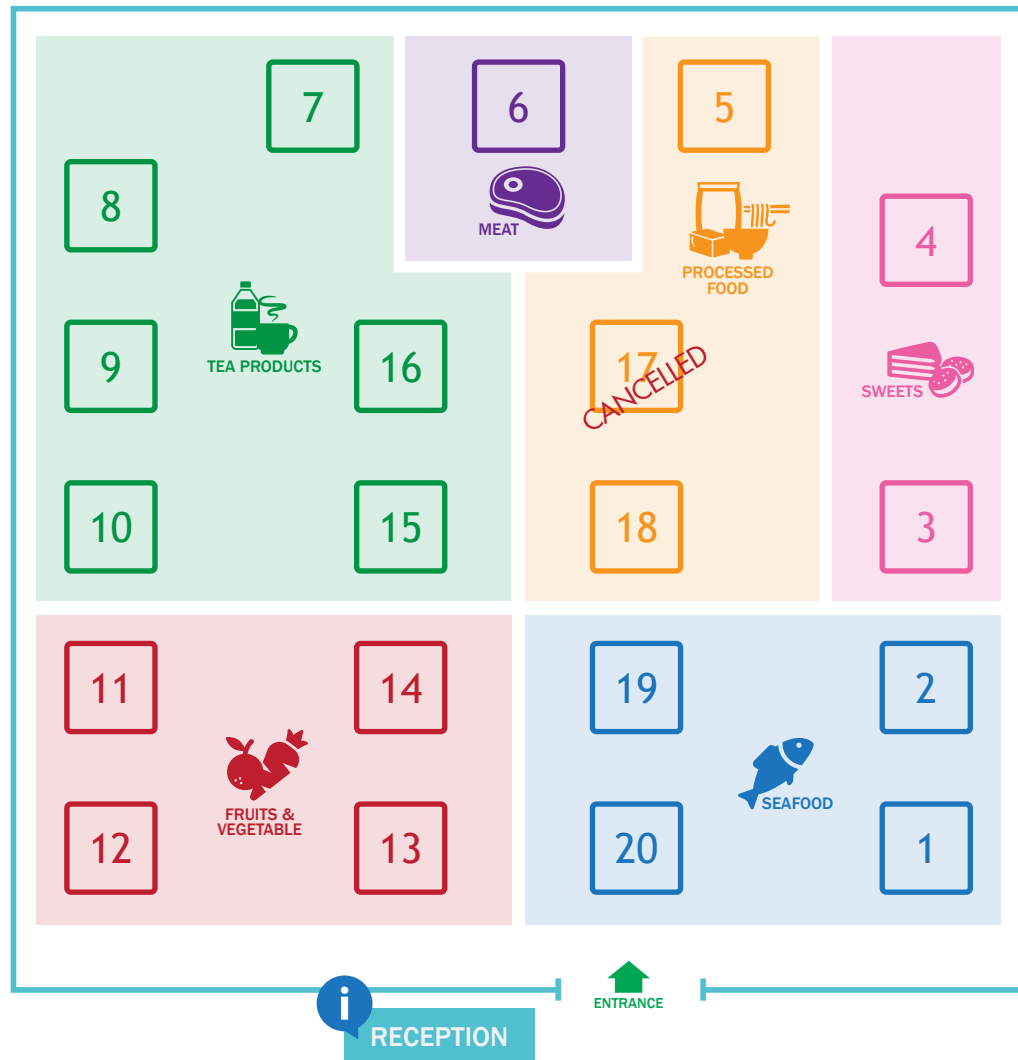 7
6
5
8
4
MEAT
PROCESSED
FOOD
9
TEA PRODUCTS
16
17
CANCELLED
SWEETS
10
15
18
3
11
14
19
2
FRUITS &
VEGETABLE
SEAFOOD
12
13
20
1
ENTRANCE
i
RECEPTION